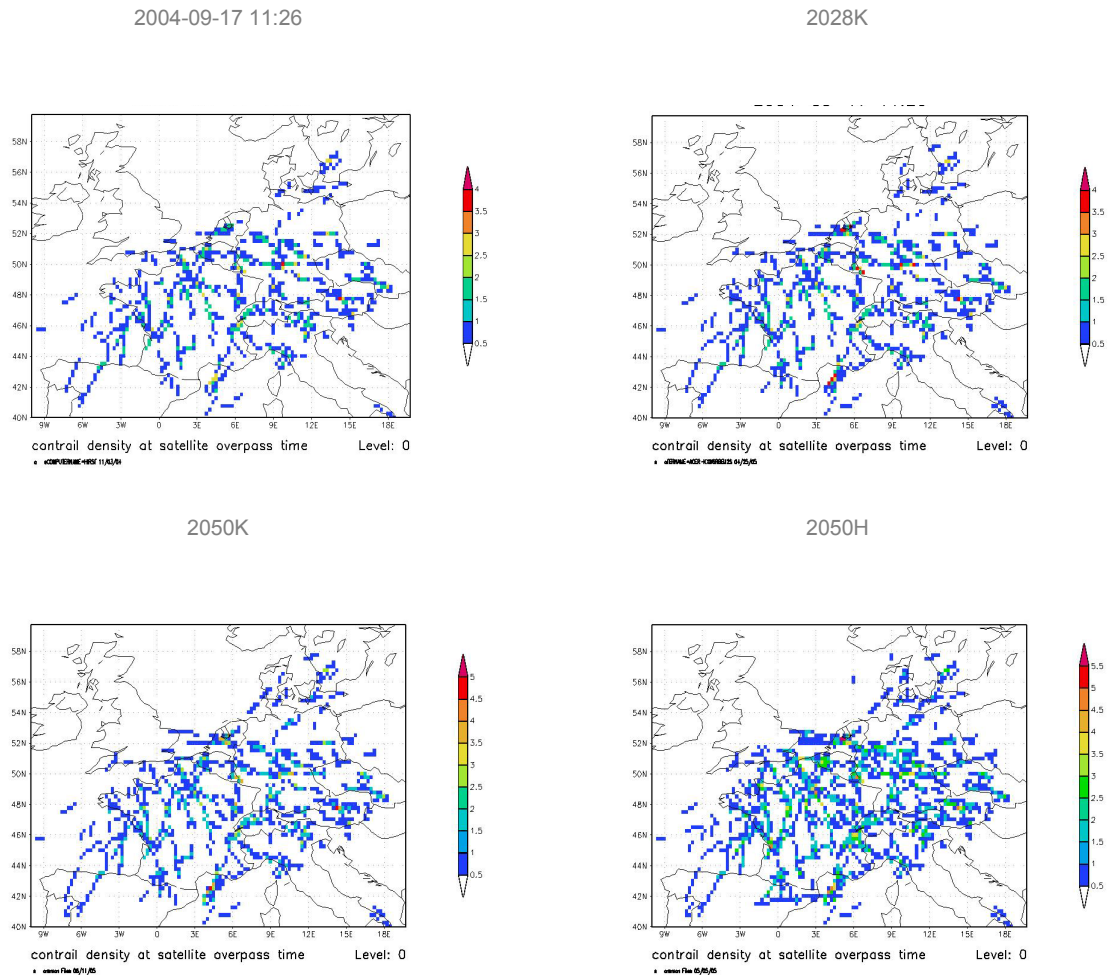 2004-09-17 11:26
58N
56N
54N
52N
50N
48N
46N
44N
42N
40N
9W 6W 3W 0 3E 6E 9E 12E 15E 18E
4
3.5
3
2.5
2
1.5
1
0.5
contrail density at satellite overpass time Level: 0
2028K
58N
56N
54N
52N
50N
48N
46N
44N
42N
40N
9W 6W 3W 0 3E 6E 9E 12E 15E 18E
4
3.5
3
2.5
2
1.5
1
0.5
contrail density at satellite overpass time Level: 0
2050K
58N
56N
54N
52N
50N
48N
46N
44N
42N
40N
9W 6W 3W 0 3E 6E 9E 12E 15E 18E
5
4.5
4
3.5
3
2.5
2
1.5
1
0.5
contrail density at satellite overpass time Level: 0
2050H
58N
56N
54N
52N
50N
48N
46N
44N
42N
40N
9W 6W 3W 0 3E 6E 9E 12E 15E 18E
5.5
5
4.5
4
3.5
3
2.5
2
1.5
1
0.5
contrail density at satellite overpass time Level: 0